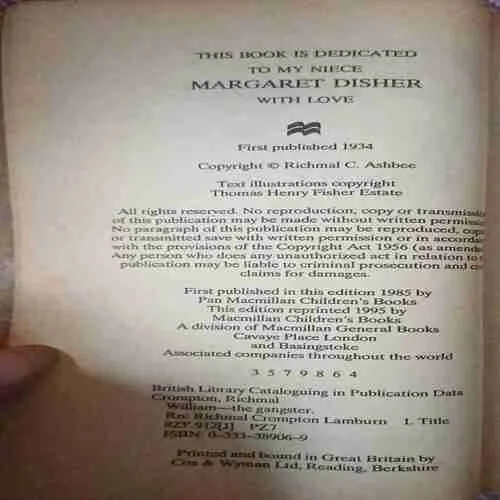 THIS BOOK IS DEDICATED
TO MY NIECE
MARGARET DISHER
WITH LOVE
First published 1934
Copyright © Richmal C. Ashbee
Text illustrations copyright
Thomas Henry Fisher Estate
All rights reserved. No reproduction, copy or transmission
of this publication may be made without written permission
No paragraph of this publication may be reproduced,
or transmitted save with written permission or in
with the provisions of the Copyright Act 1956 (as
Any person who does any unauthorized act in relation to
publication may be liable to criminal prosecution and
claims for damages.
First published in this edition 1985 by
Pan Macmillan Children's Books
This edition reprinted 1995 by
Macmillan Children's Books
A division of Macmillan General Books
Cavaye Place London
and Basingstoke
Associated companies throughout the world
3 5 7 9 8 6 4
British Library Cataloguing in Publication Data
Crompton, Richmal
William—the gangster.
Rn: Richmal Crompton Lamburn I. Title
823'.912[J] PZ7
ISBN: 0-333-38906-9
Printed and bound in Great Britain by
Cox & Wyman Ltd, Reading, Berkshire